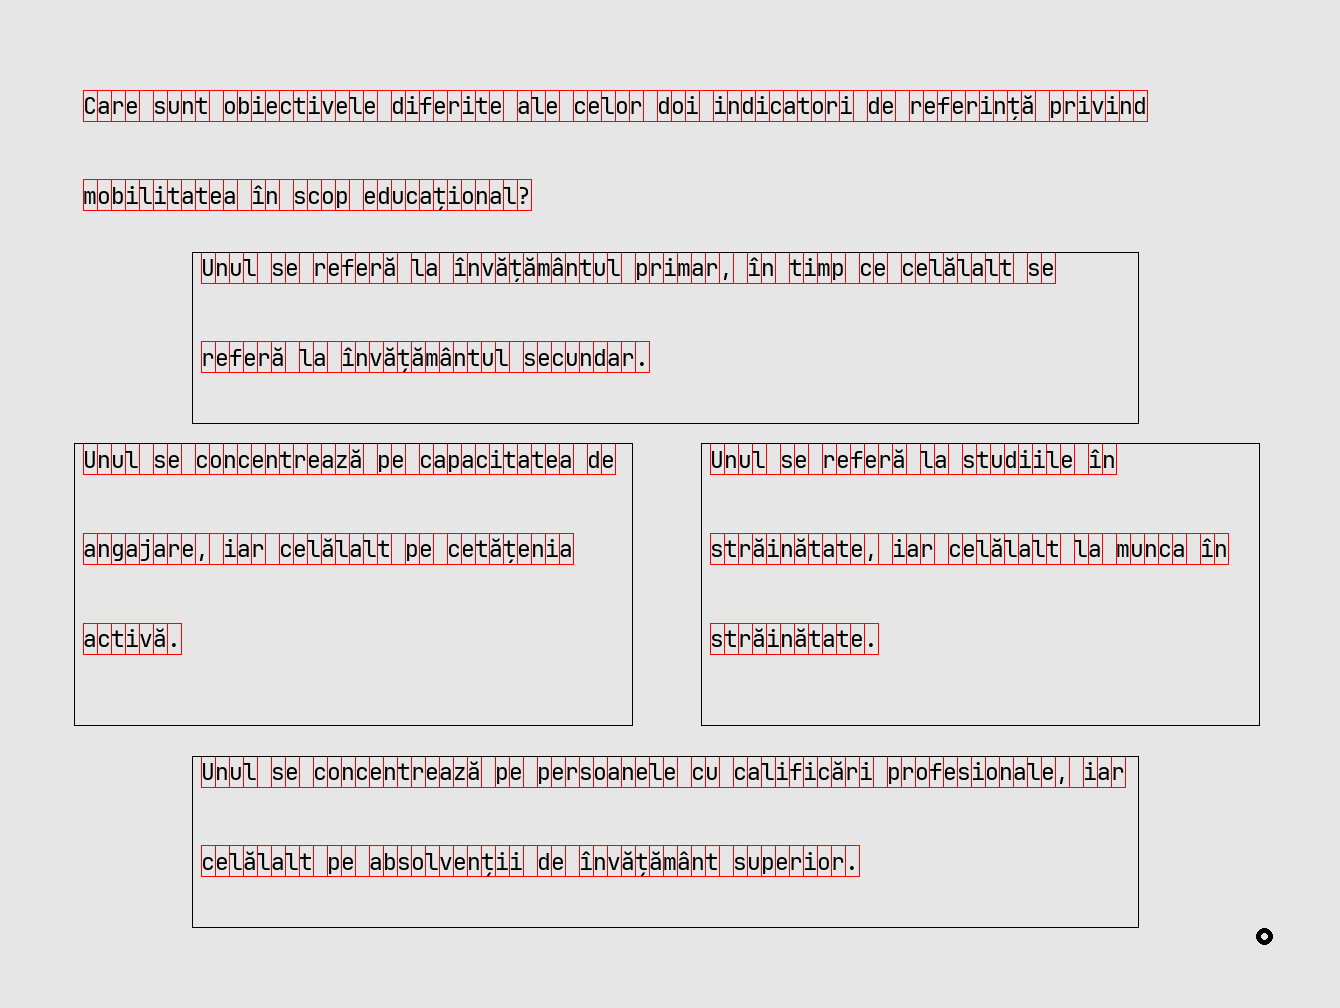 Care sunt obiectivele diferite ale celor doi indicatori de referință privind
mobilitatea în scop educațional?
Unul se referă la învățământul primar, în timp ce celălalt se
referă la învățământul secundar.
Unul se concentrează pe capacitatea de
angajare, iar celălalt pe cetățenia
activă.
Unul se referă la studiile în
străinătate, iar celălalt la munca în
străinătate.
Unul se concentrează pe persoanele cu calificări profesionale, iar
celălalt pe absolvenții de învățământ superior.